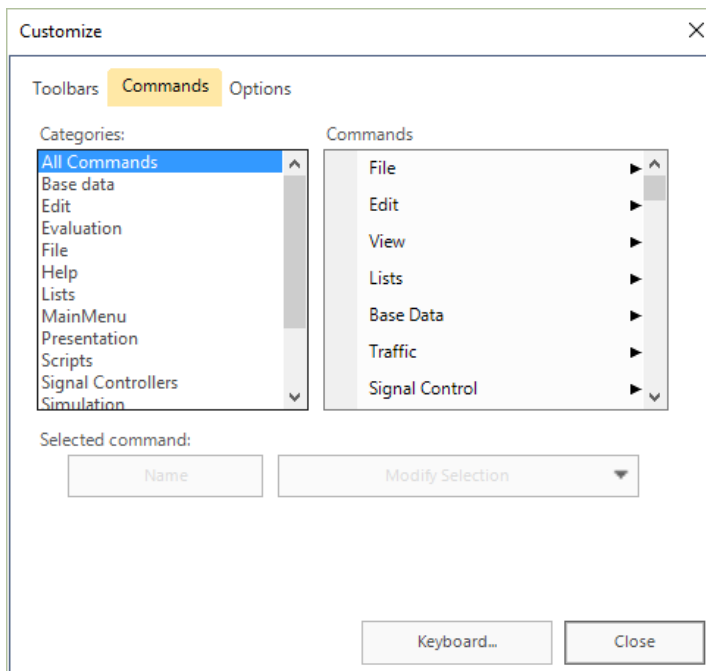 Customize
Toolbars Commands Options
Categories:
All Commands
Base data
Edit
Evaluation
File
Help
Lists
MainMenu
Presentation
Scripts
Signal Controllers
Simulation
Commands
File
Edit
View
Lists
Base Data
Traffic
Signal Control
Selected command:
Name Modify Selection
Keyboard... Close